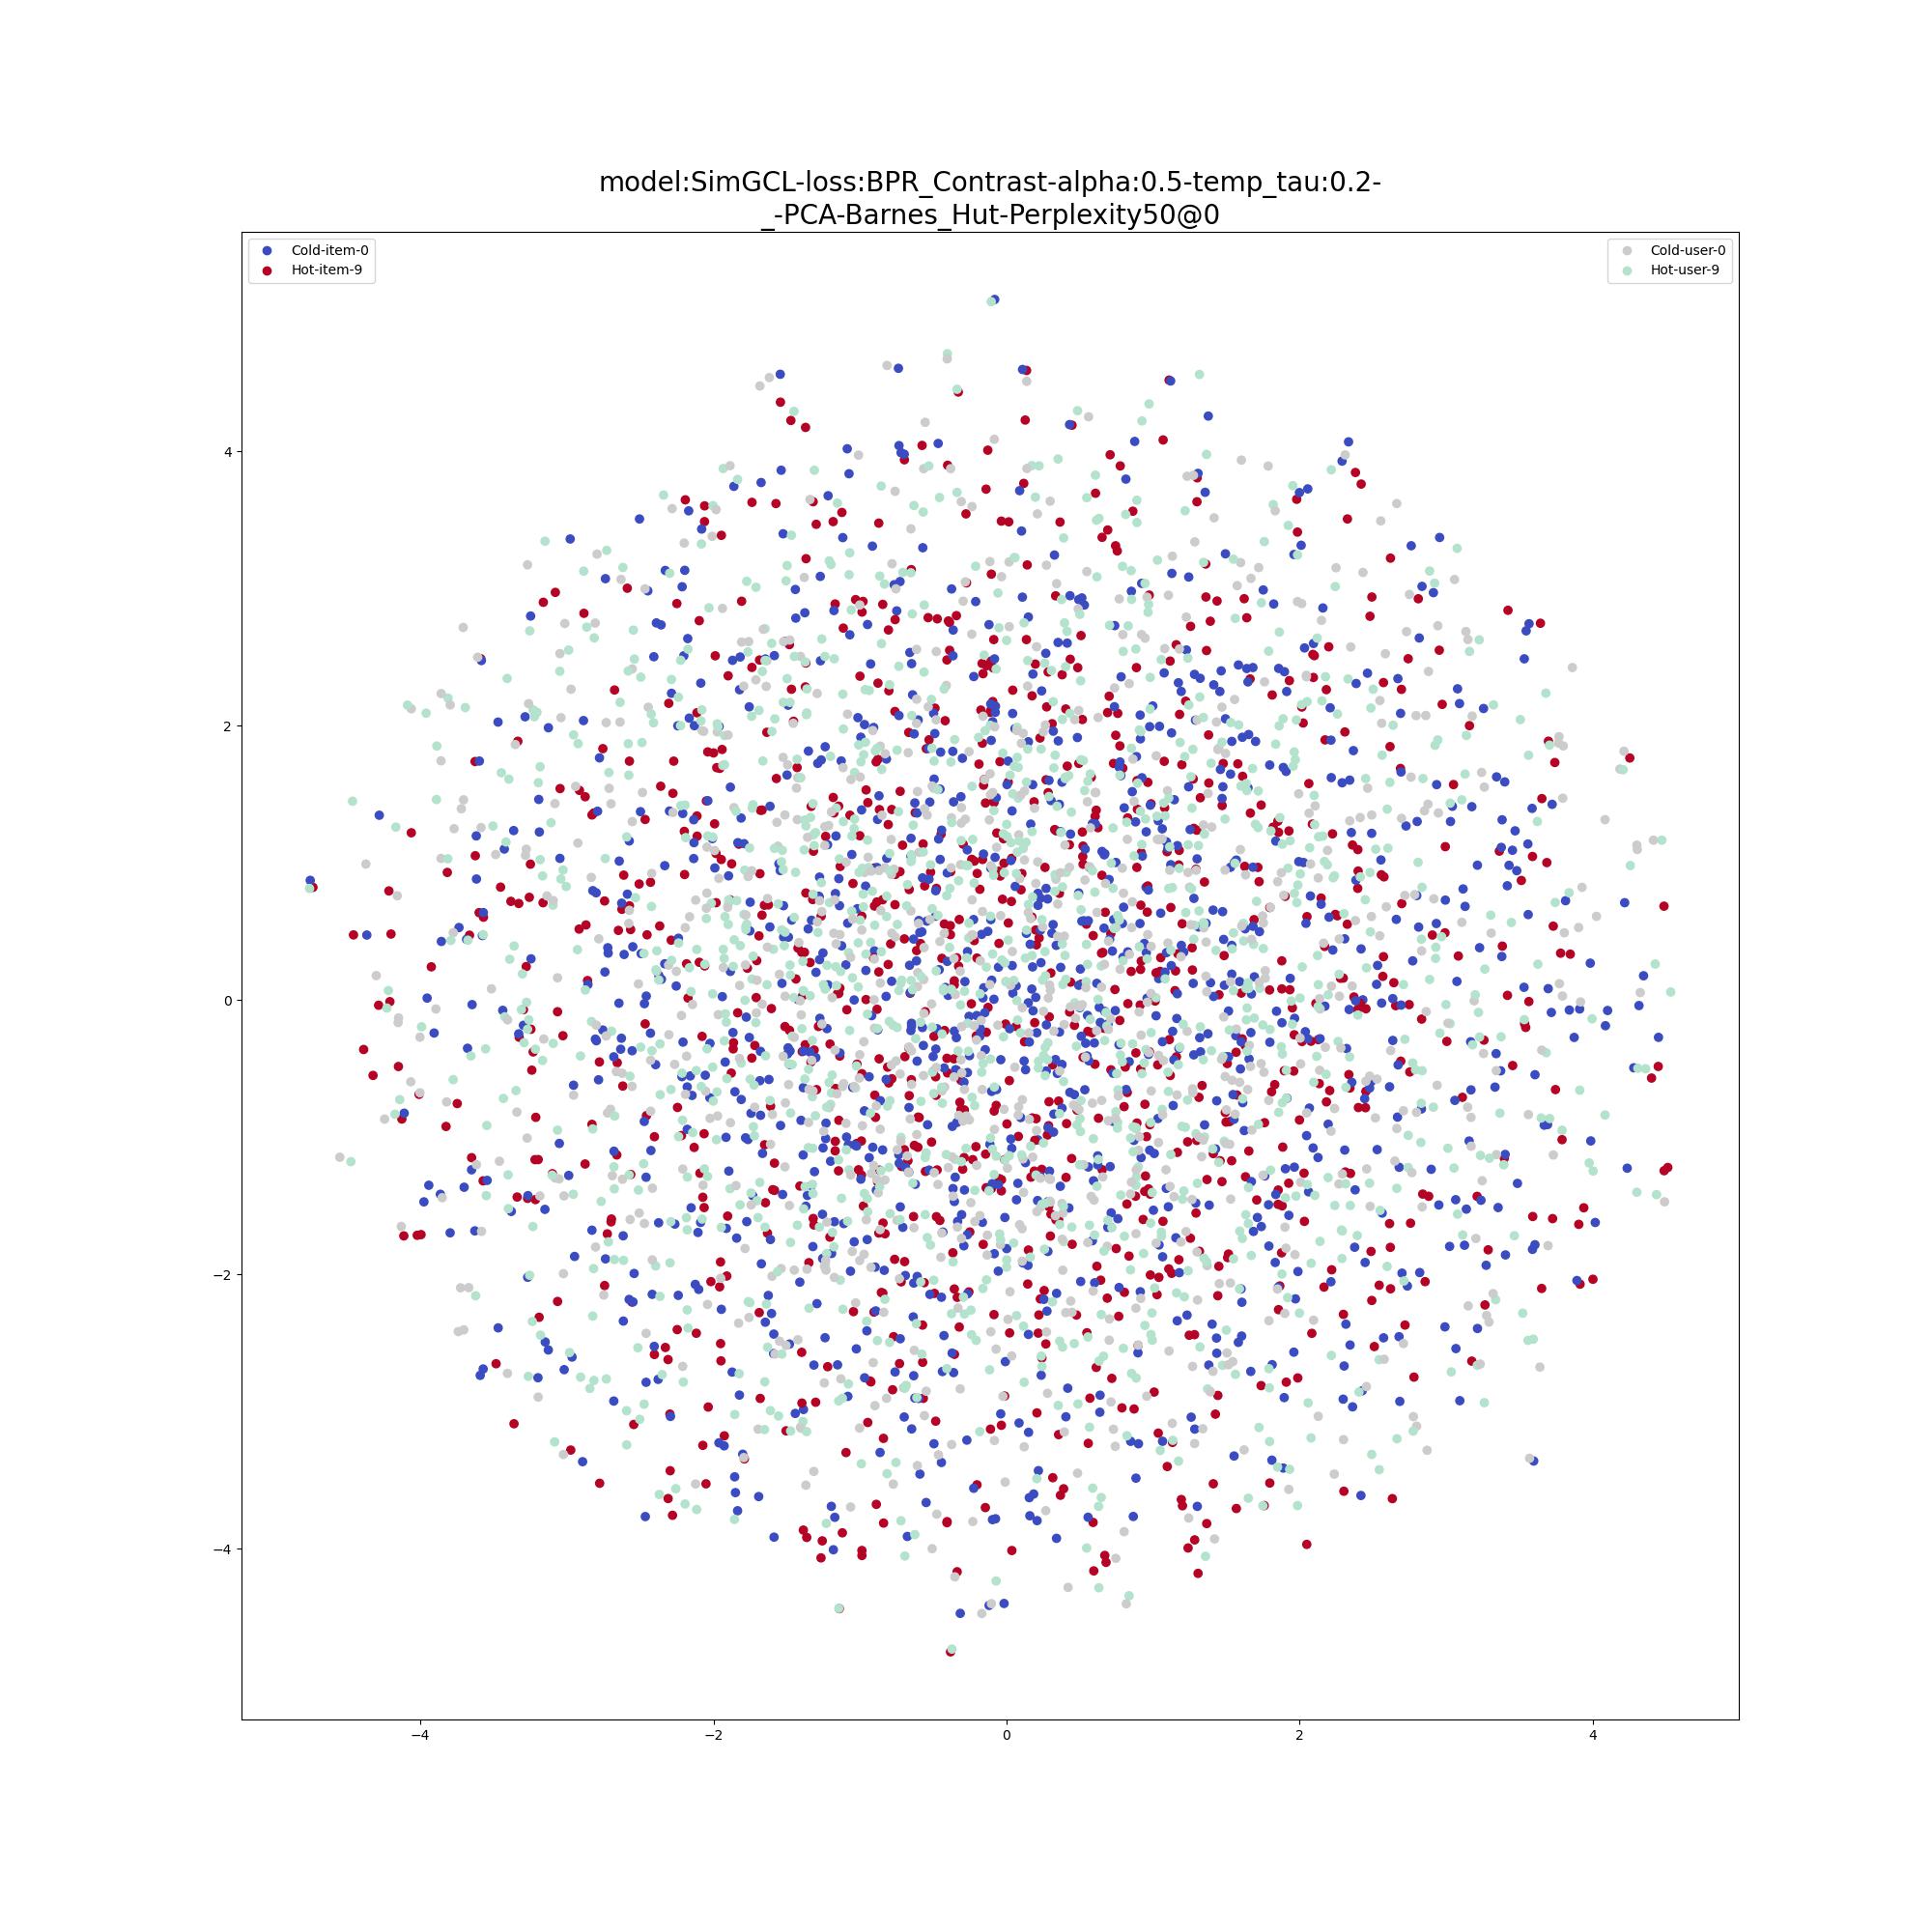 model:SimGCL-loss:BPR_Contrast-alpha:0.5-temp_tau:0.2-
_-PCA-Barnes_Hut-Perplexity50@0
Cold-item-0
Hot-item-9
Cold-user-0
Hot-user-9
4
2
0
−2
−4
−4
−2
0
2
4